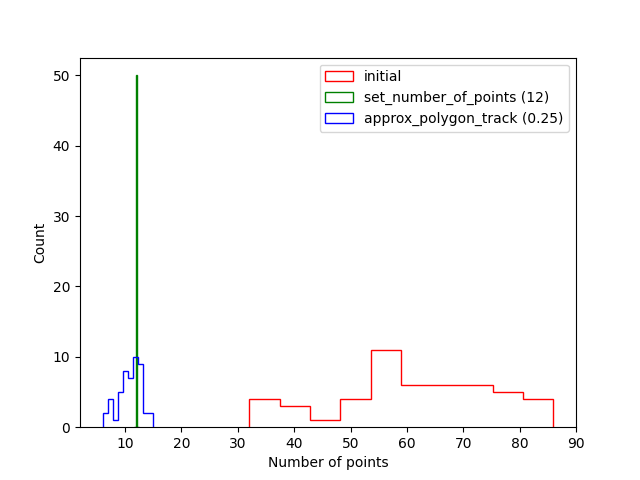 initial
set_number_of_points (12)
approx_polygon_track (0.25)
50
40
30
20
10
0
Count
10 20 30 40 50 60 70 80 90
Number of points